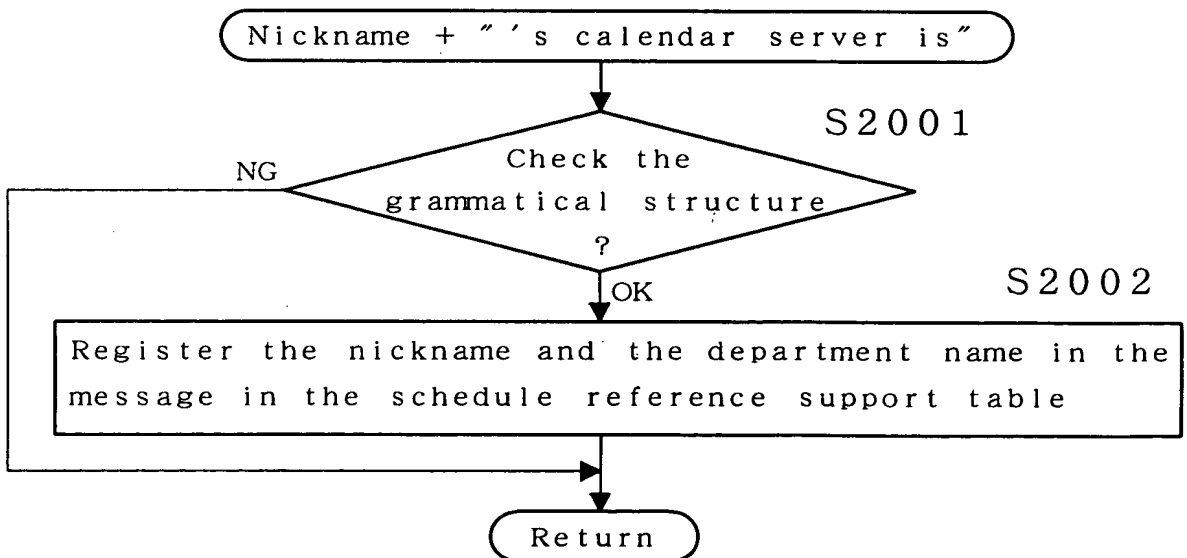 Nickname + "'s calendar server is"
S2001
Check the
NG
grammatical structure
?
OK
S2002
Register the nickname and the department name in the
message in the schedule reference support table
Return